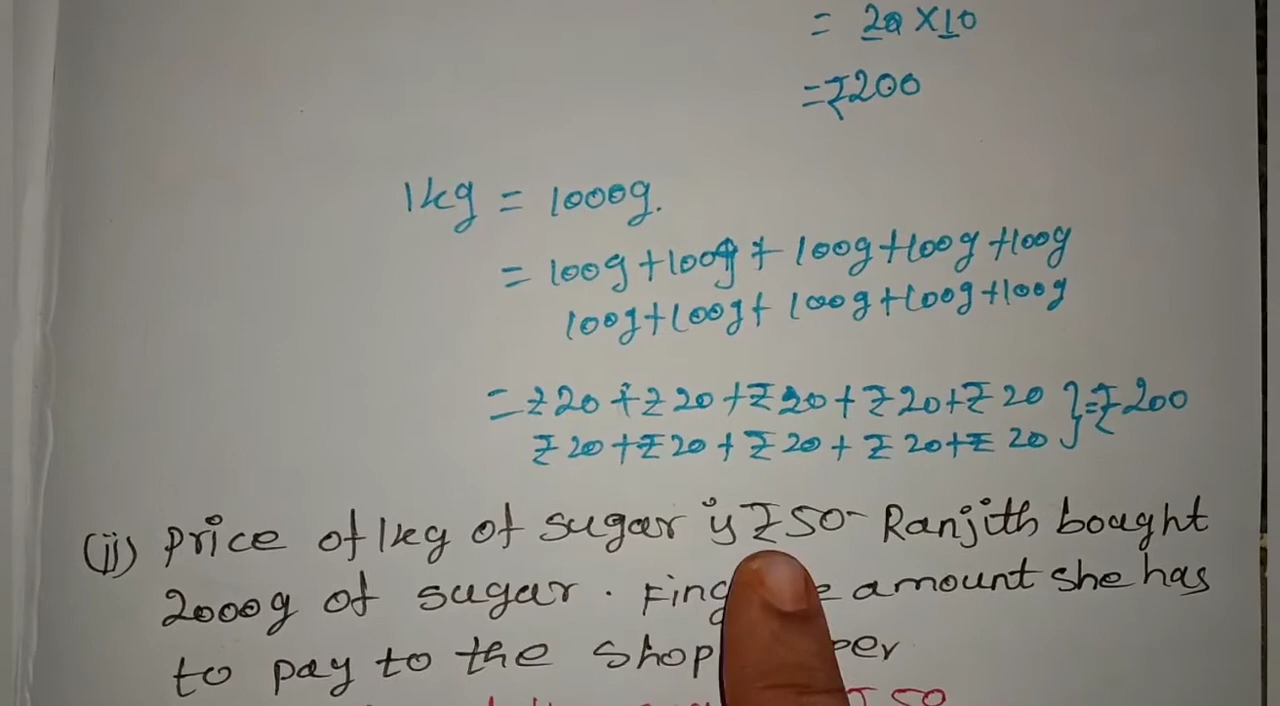 = 20 × 10
= ₹200
1kg = 1000g.
= 100g + 100g + 100g + 100g + 100g
100g + 100g + 100g + 100g + 100g
= ₹20 + ₹20 + ₹20 + ₹20 + ₹20 } = ₹200
₹20 + ₹20 + ₹20 + ₹20 + ₹20
(ii) Price of 1kg of sugar is ₹50- Ranjith bought
2000g of sugar. amount she has
to pay to the
₹50